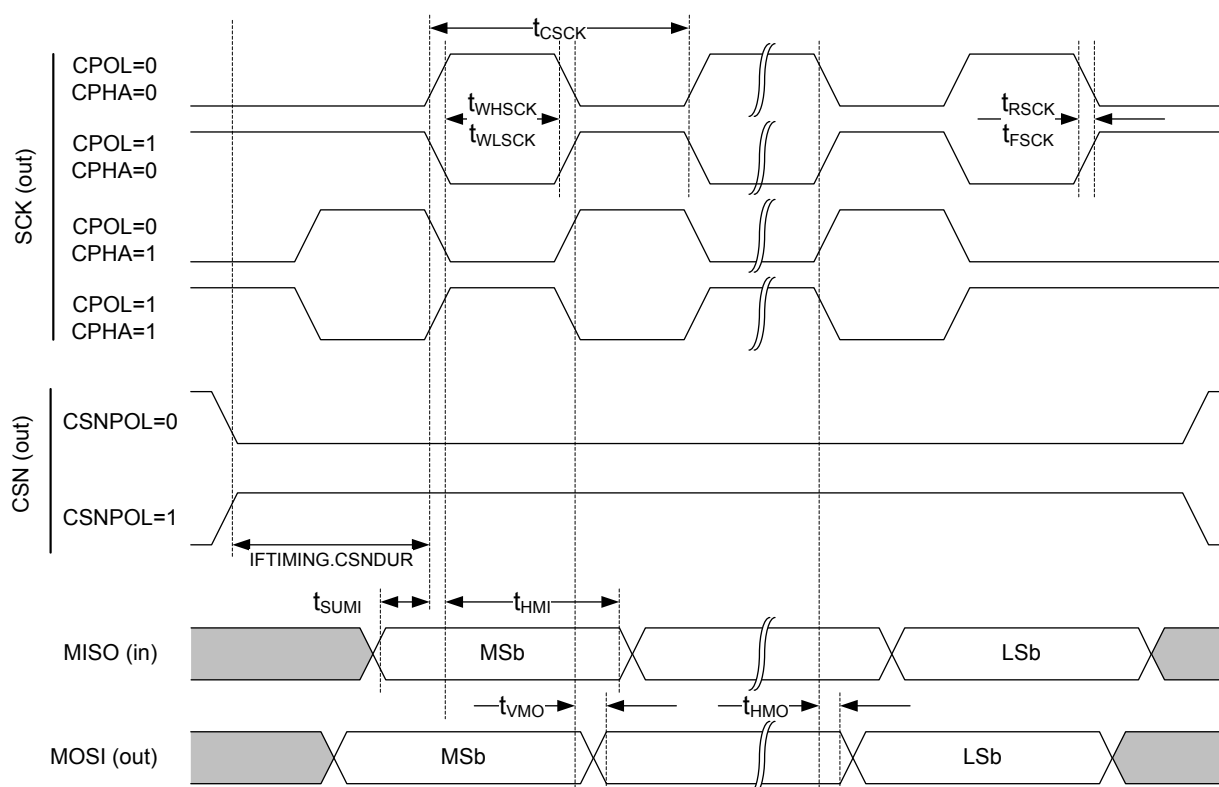 tCSCK
SCK (out)
CPOL=0
CPHA=0
tWHSCK
tWLSCK
tRSCK
tFSCK
CPOL=1
CPHA=0
CPOL=0
CPHA=1
CPOL=1
CPHA=1
CSN (out)
CSNPOL=0
CSNPOL=1
IFTIMING.CSNDUR
tSUMI
tHMI
MISO (in)
MSb
LSb
tVMO
tHMO
MOSI (out)
MSb
LSb